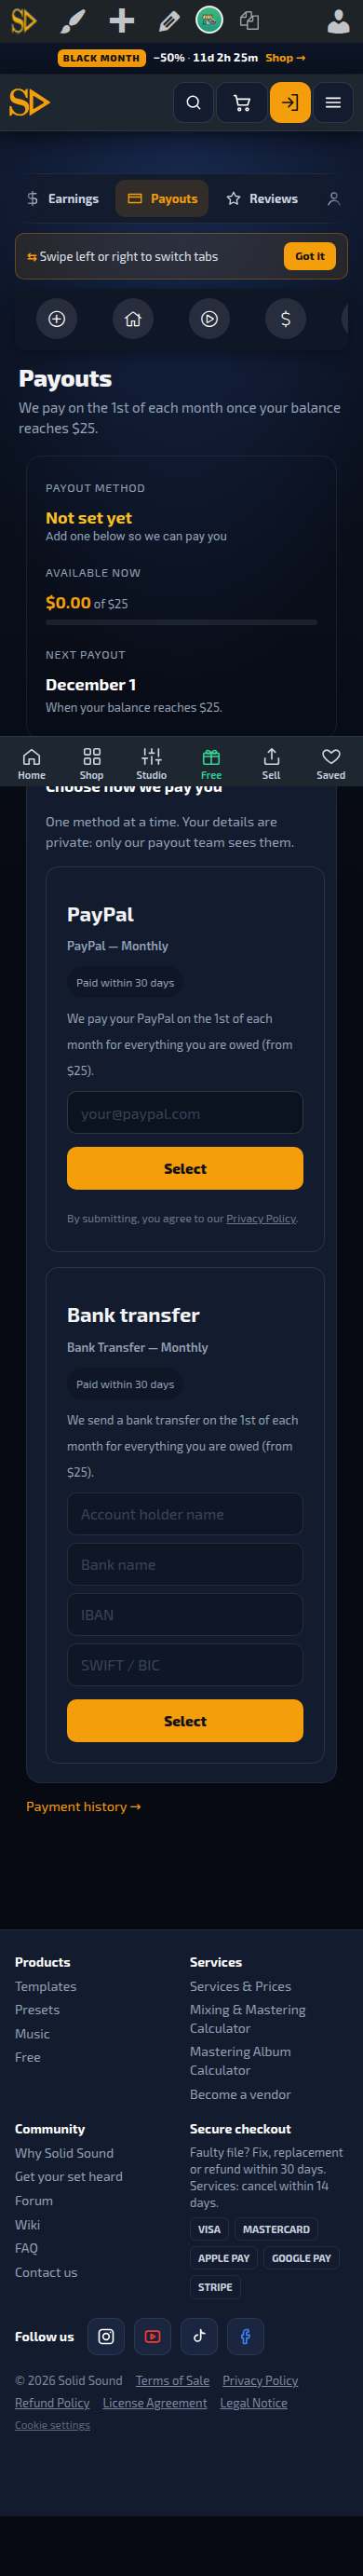 BLACK MONTH −50% · 11d 2h 25m Shop →
Earnings Payouts Reviews
⇆ Swipe left or right to switch tabs Got it
Payouts
We pay on the 1st of each month once your balance
reaches $25.
PAYOUT METHOD
Not set yet
Add one below so we can pay you
AVAILABLE NOW
$0.00 of $25
NEXT PAYOUT
December 1
When your balance reaches $25.
Home Shop Studio Free Sell Saved
Choose how we pay you
One method at a time. Your details are
private: only our payout team sees them.
PayPal
PayPal — Monthly
Paid within 30 days
We pay your PayPal on the 1st of each
month for everything you are owed (from
$25).
your@paypal.com
Select
By submitting, you agree to our Privacy Policy.
Bank transfer
Bank Transfer — Monthly
Paid within 30 days
We send a bank transfer on the 1st of each
month for everything you are owed (from
$25).
Account holder name
Bank name
IBAN
SWIFT / BIC
Select
Payment history →
Products
Templates
Presets
Music
Free
Services
Services & Prices
Mixing & Mastering
Calculator
Mastering Album
Calculator
Become a vendor
Community
Why Solid Sound
Get your set heard
Forum
Wiki
FAQ
Contact us
Secure checkout
Faulty file? Fix, replacement
or refund within 30 days.
Services: cancel within 14
days.
VISA MASTERCARD
APPLE PAY GOOGLE PAY
STRIPE
Follow us
© 2026 Solid Sound Terms of Sale Privacy Policy
Refund Policy License Agreement Legal Notice
Cookie settings